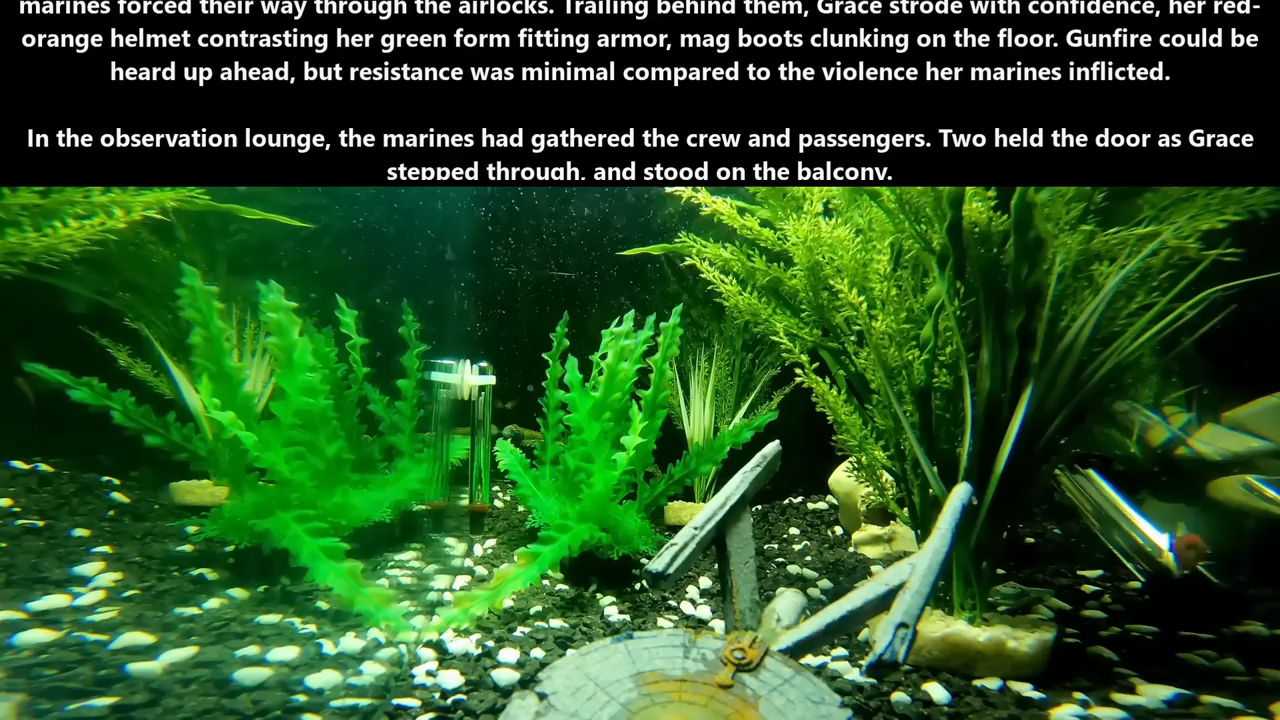 marines forced their way through the airlocks. Trailing behind them, Grace strode with confidence, her red-
orange helmet contrasting her green form fitting armor, mag boots clunking on the floor. Gunfire could be
heard up ahead, but resistance was minimal compared to the violence her marines inflicted.
In the observation lounge, the marines had gathered the crew and passengers. Two held the door as Grace
stepped through, and stood on the balcony.